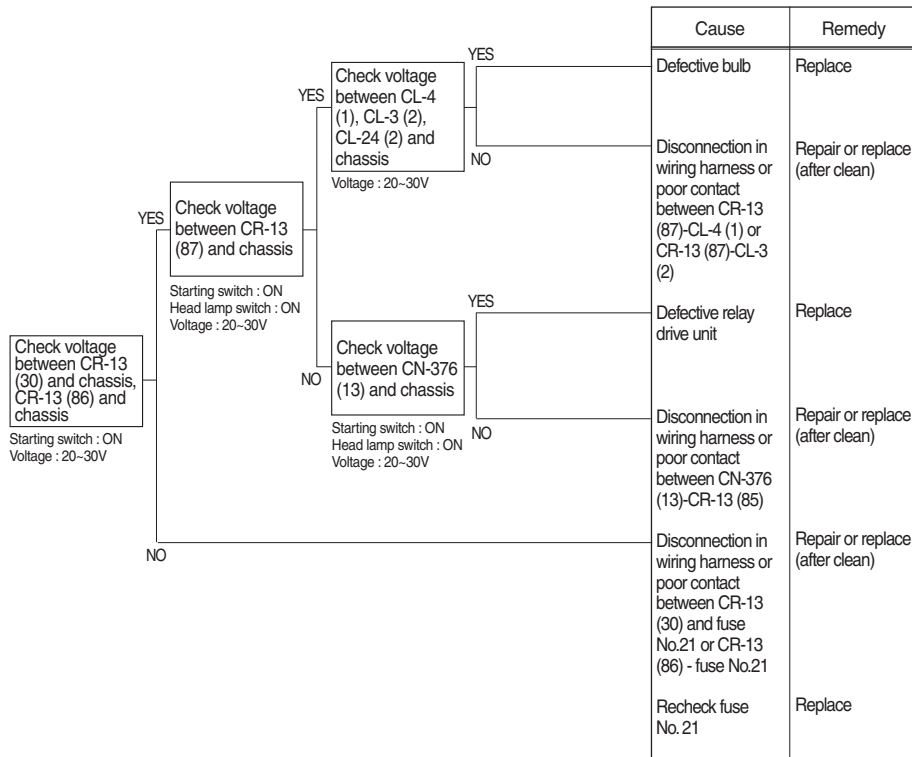 Cause
Remedy
YES
Defective bulb
Replace
Check voltage
between CL-4
(1), CL-3 (2),
CL-24 (2) and
chassis
Voltage : 20~30V
YES
NO
Disconnection in
wiring harness or
poor contact
between CR-13
(87)-CL-4 (1) or
CR-13 (87)-CL-3
(2)
Repair or replace
(after clean)
YES
Check voltage
between CR-13
(87) and chassis
Starting switch : ON
Head lamp switch : ON
Voltage : 20~30V
YES
Defective relay
drive unit
Replace
Check voltage
between CR-13
(30) and chassis,
CR-13 (86) and
chassis
Starting switch : ON
Voltage : 20~30V
NO
Check voltage
between CN-376
(13) and chassis
Starting switch : ON
Head lamp switch : ON
Voltage : 20~30V
NO
Disconnection in
wiring harness or
poor contact
between CN-376
(13)-CR-13 (85)
Repair or replace
(after clean)
NO
Disconnection in
wiring harness or
poor contact
between CR-13
(30) and fuse
No.21 or CR-13
(86) - fuse No.21
Repair or replace
(after clean)
Recheck fuse
No. 21
Replace